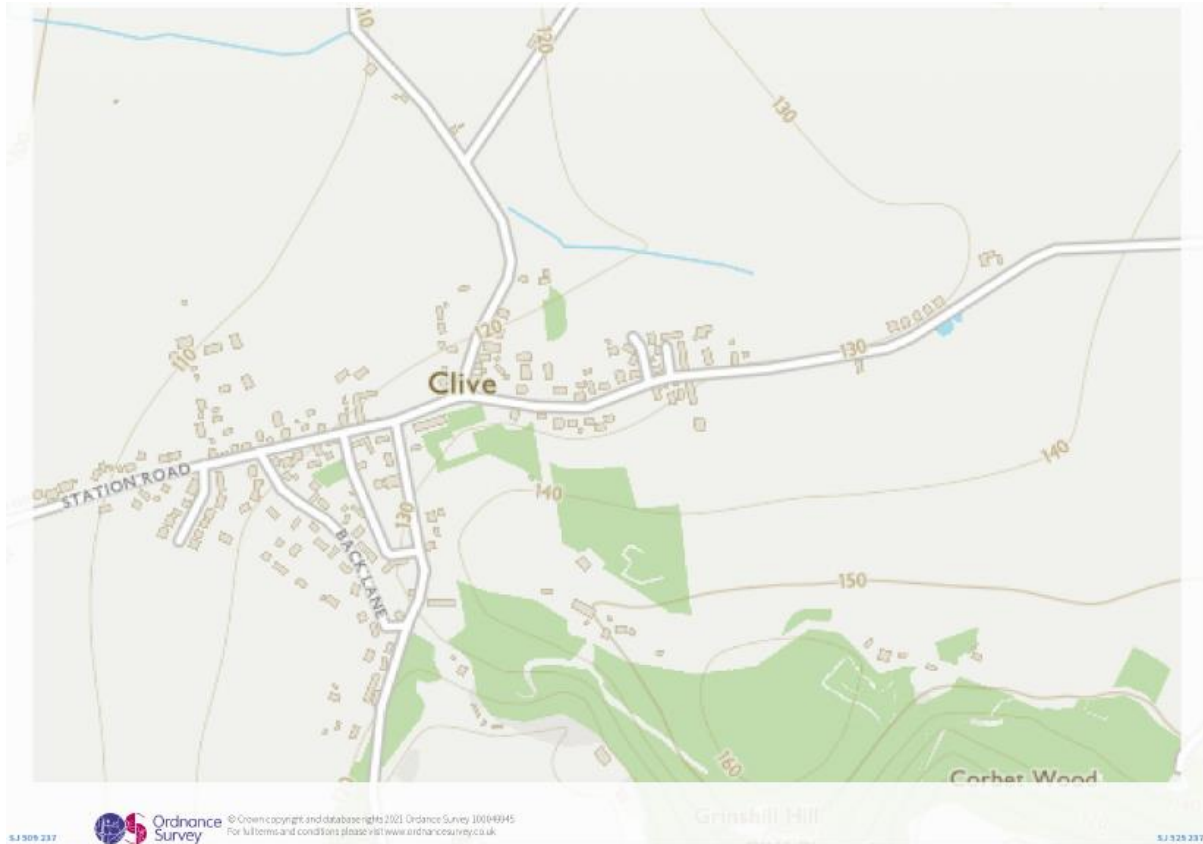 110
120
130
120
110
Clive
130
140
140
STATION ROAD
130
BACK LANE
150
160
Corbet Wood
Grinshill Hill
Ordnance
Survey
© Crown copyright and database rights 2021 Ordnance Survey 100049945
For full terms and conditions please visit www.ordnancesurvey.co.uk
SJ 509 237
SJ 525 237